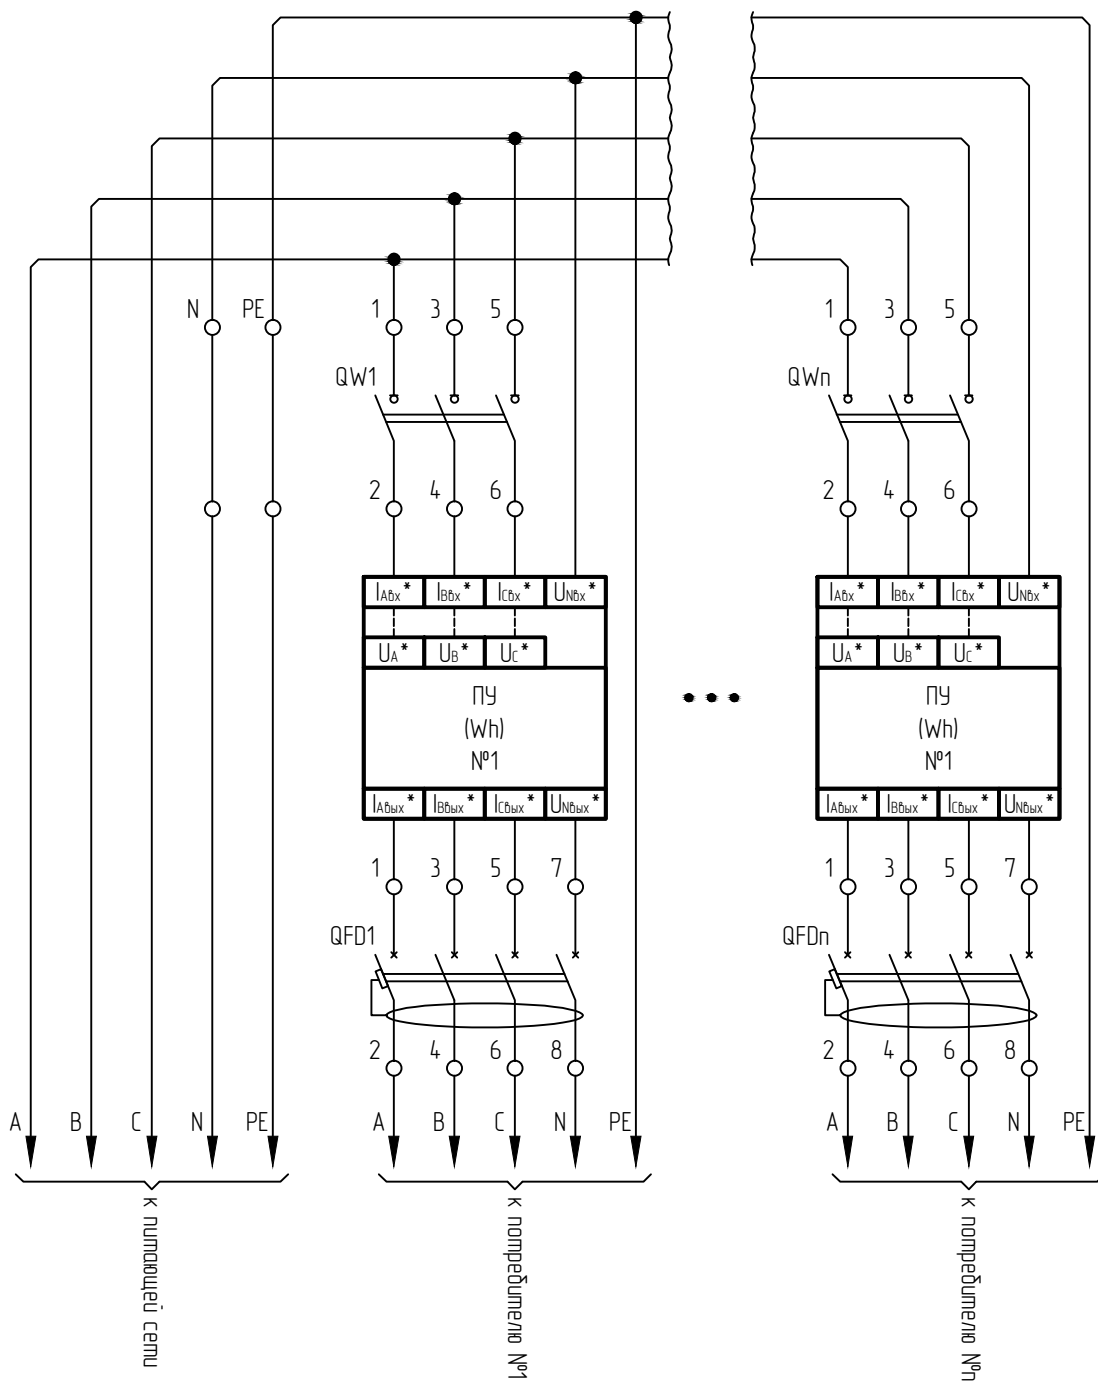 N PE 1 3 5 1 3 5
QW1 QWn
2 4 6 2 4 6
IAвх* IBвх* ICвх* UNвх* IAвх* IBвх* ICвх* UNвх*
UA* UB* UC* UA* UB* UC*
ПУ ПУ
(Wh) (Wh)
№1 №1
IAвых* IBвых* ICвых* UNвых* IAвых* IBвых* ICвых* UNвых*
1 3 5 7 1 3 5 7
QFD1 QFDn
2 4 6 8 2 4 6 8
A B C N PE A B C N PE A B C N PE
К питающей сети
К потребителю №1
К потребителю №n